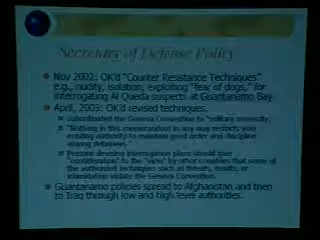 Secretary of Defense Policy
Nov 2002: OK'd "Counter Resistance Techniques"
e.g., nudity, isolation, exploiting "fear of dogs," for
interrogating Al Queda suspects at Guantanamo Bay
April, 2003: OK'd revised techniques.
subordinated the Geneva Convention to "military necessity."
"Nothing in this memorandum in any way restricts your
existing authority to maintain good order and discipline
among detainees."
Persons devising interrogation plans should give
"consideration" to the "view" by other countries that some of
the authorized techniques such as threats, insults, or
intimidation violate the Geneva Convention.
Guantanamo policies spread to Afghanistan and then
to Iraq through low and high level authorities.